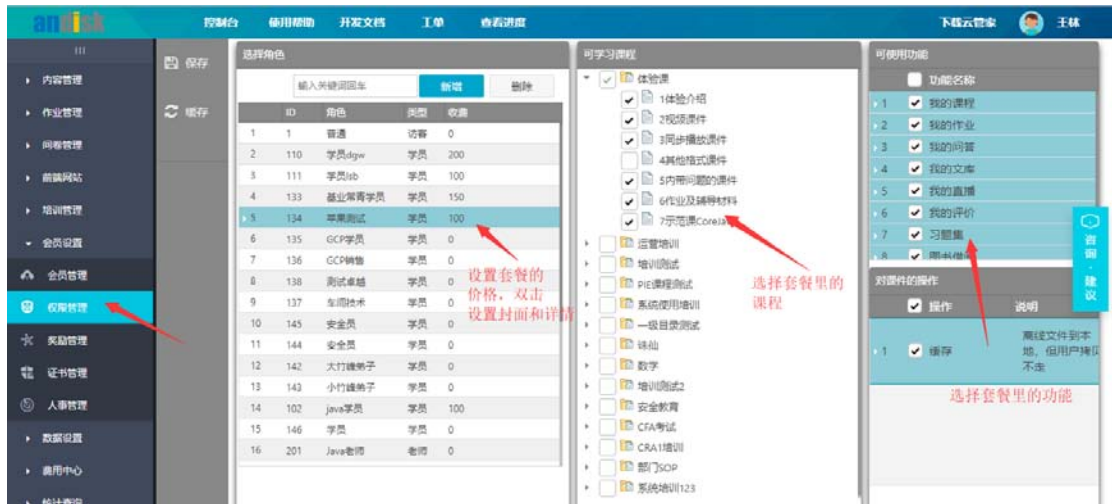 andisk 控制台 使用帮助 开发文档 工单 查看进度 下载云管家 王林
内容管理
作业管理
问卷管理
前端网站
培训管理
会员设置
会员管理
权限管理
奖励管理
证书管理
人事管理
数据设置
费用中心
统计查询
保存
缓存
选择角色
输入关键词回车 新增 删除
ID 角色 类型 收费
1 1 普通 访客 0
2 110 学员dgw 学员 200
3 111 学员lsb 学员 100
4 133 基业常青学员 学员 150
5 134 苹果测试 学员 100
6 135 GCP学员 学员 0
7 136 GCP销售 学员 0
8 138 测试卓越 学员 0
9 137 车间技术 学员 0
10 145 安全员 学员 0
11 144 安全员 学员 0
12 142 大竹峰弟子 学员 0
13 143 小竹峰弟子 学员 0
14 102 java学员 学员 100
15 146 学员 学员 0
16 201 Java老师 老师 0
设置套餐的
价格，双击
设置封面和详情
可学习课程
体验课
1体验介绍
2视频课件
3同步播放课件
4其他格式课件
5内带问题的课件
6作业及辅导材料
7示范课CoreJa
运营培训
培训测试
PIE课程测试
系统使用培训
一级目录测试
诛仙
数学
培训测试2
安全教育
CFA考试
CRA1培训
部门SOP
系统培训123
选择套餐里的
课程
可使用功能
功能名称
1 我的课程
2 我的作业
3 我的问答
4 我的文库
5 我的直播
6 我的评价
7 习题集
8 图书借阅
对课件的操作
操作 说明
1 缓存 离线文件到本
地，但用户拷贝
不走
选择套餐里的功能
咨询·建议